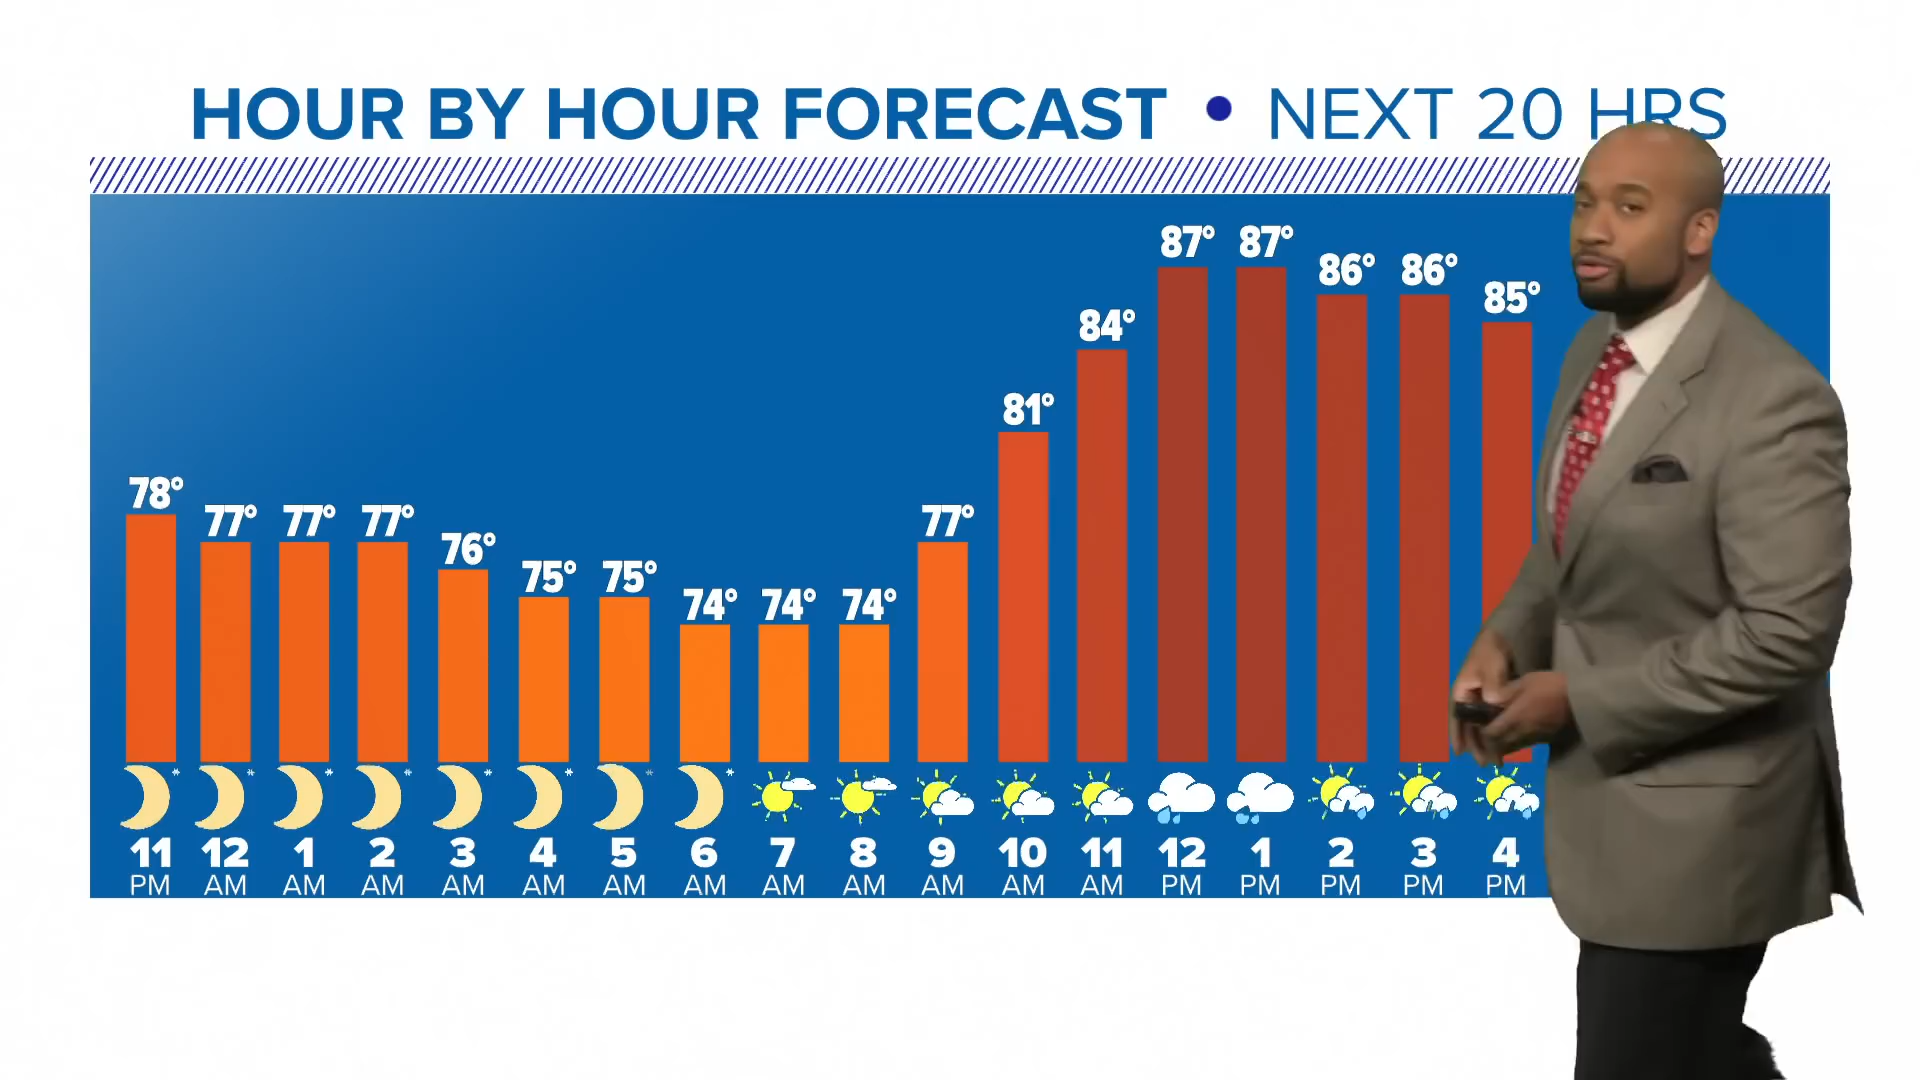 HOUR BY HOUR FORECAST • NEXT 20 HRS
78° 77° 77° 77° 76° 75° 75° 74° 74° 74° 77° 81° 84° 87° 87° 86° 86° 85°
11 12 1 2 3 4 5 6 7 8 9 10 11 12 1 2 3 4
PM AM AM AM AM AM AM AM AM AM AM AM AM PM PM PM PM PM